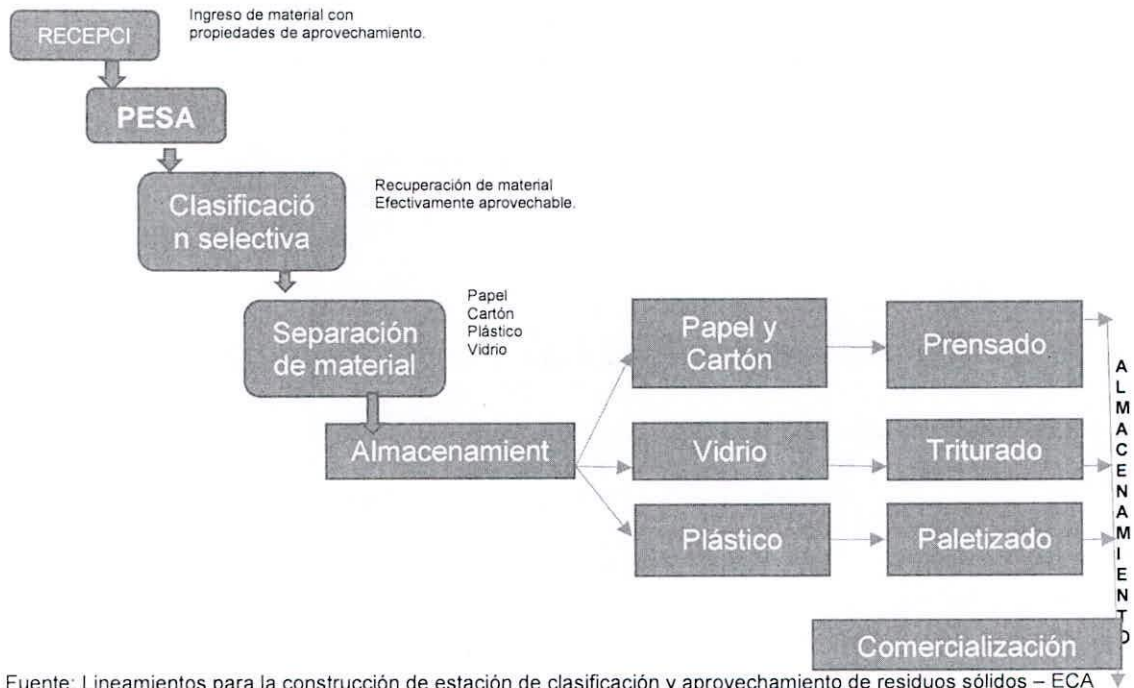 RECEPCI
Ingreso de material con
propiedades de aprovechamiento.
PESA
Clasificació
n selectiva
Recuperación de material
Efectivamente aprovechable.
Separación
de material
Papel
Cartón
Plástico
Vidrio
Almacenamient
Papel y
Cartón
Prensado
Vidrio
Triturado
Plástico
Paletizado
ALMACENAMIENTO
Comercialización
Fuente: Lineamientos para la construcción de estación de clasificación y aprovechamiento de residuos sólidos – ECA